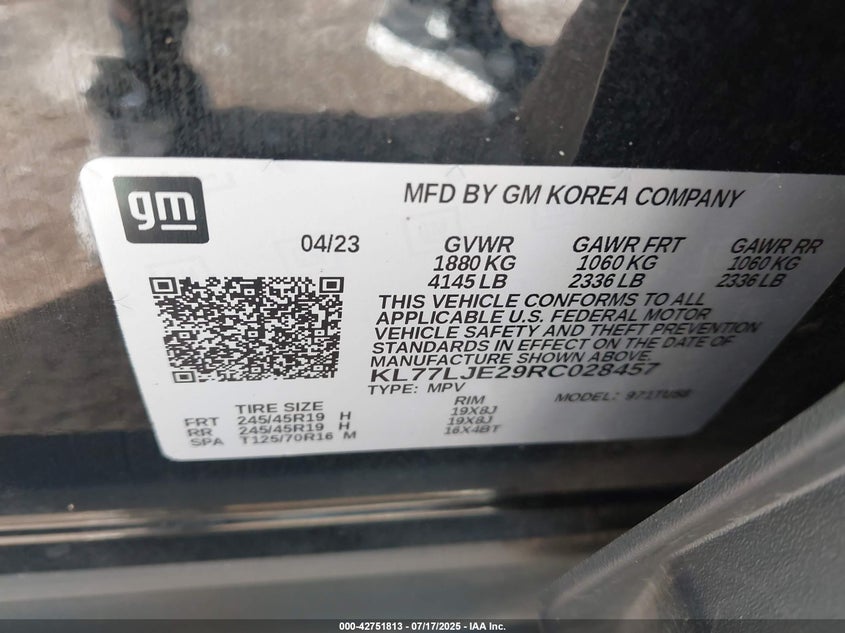 gm
MFD BY GM KOREA COMPANY
04/23
GVWR GAWR FRT GAWR RR
1880 KG 1060 KG 1060 KG
4145 LB 2336 LB 2336 LB
THIS VEHICLE CONFORMS TO ALL
APPLICABLE U.S. FEDERAL MOTOR
VEHICLE SAFETY AND THEFT PREVENTION
STANDARDS IN EFFECT ON THE DATE OF
MANUFACTURE SHOWN ABOVE.
KL77LJE29RC028457
TYPE: MPV MODEL:
TIRE SIZE RIM
FRT 245/45R19 H 19X8J
RR 245/45R19 H 19X8J
SPA T125/70R16 M 16X4BT
000-42751813 / 07/17/2025 - IAA Inc.